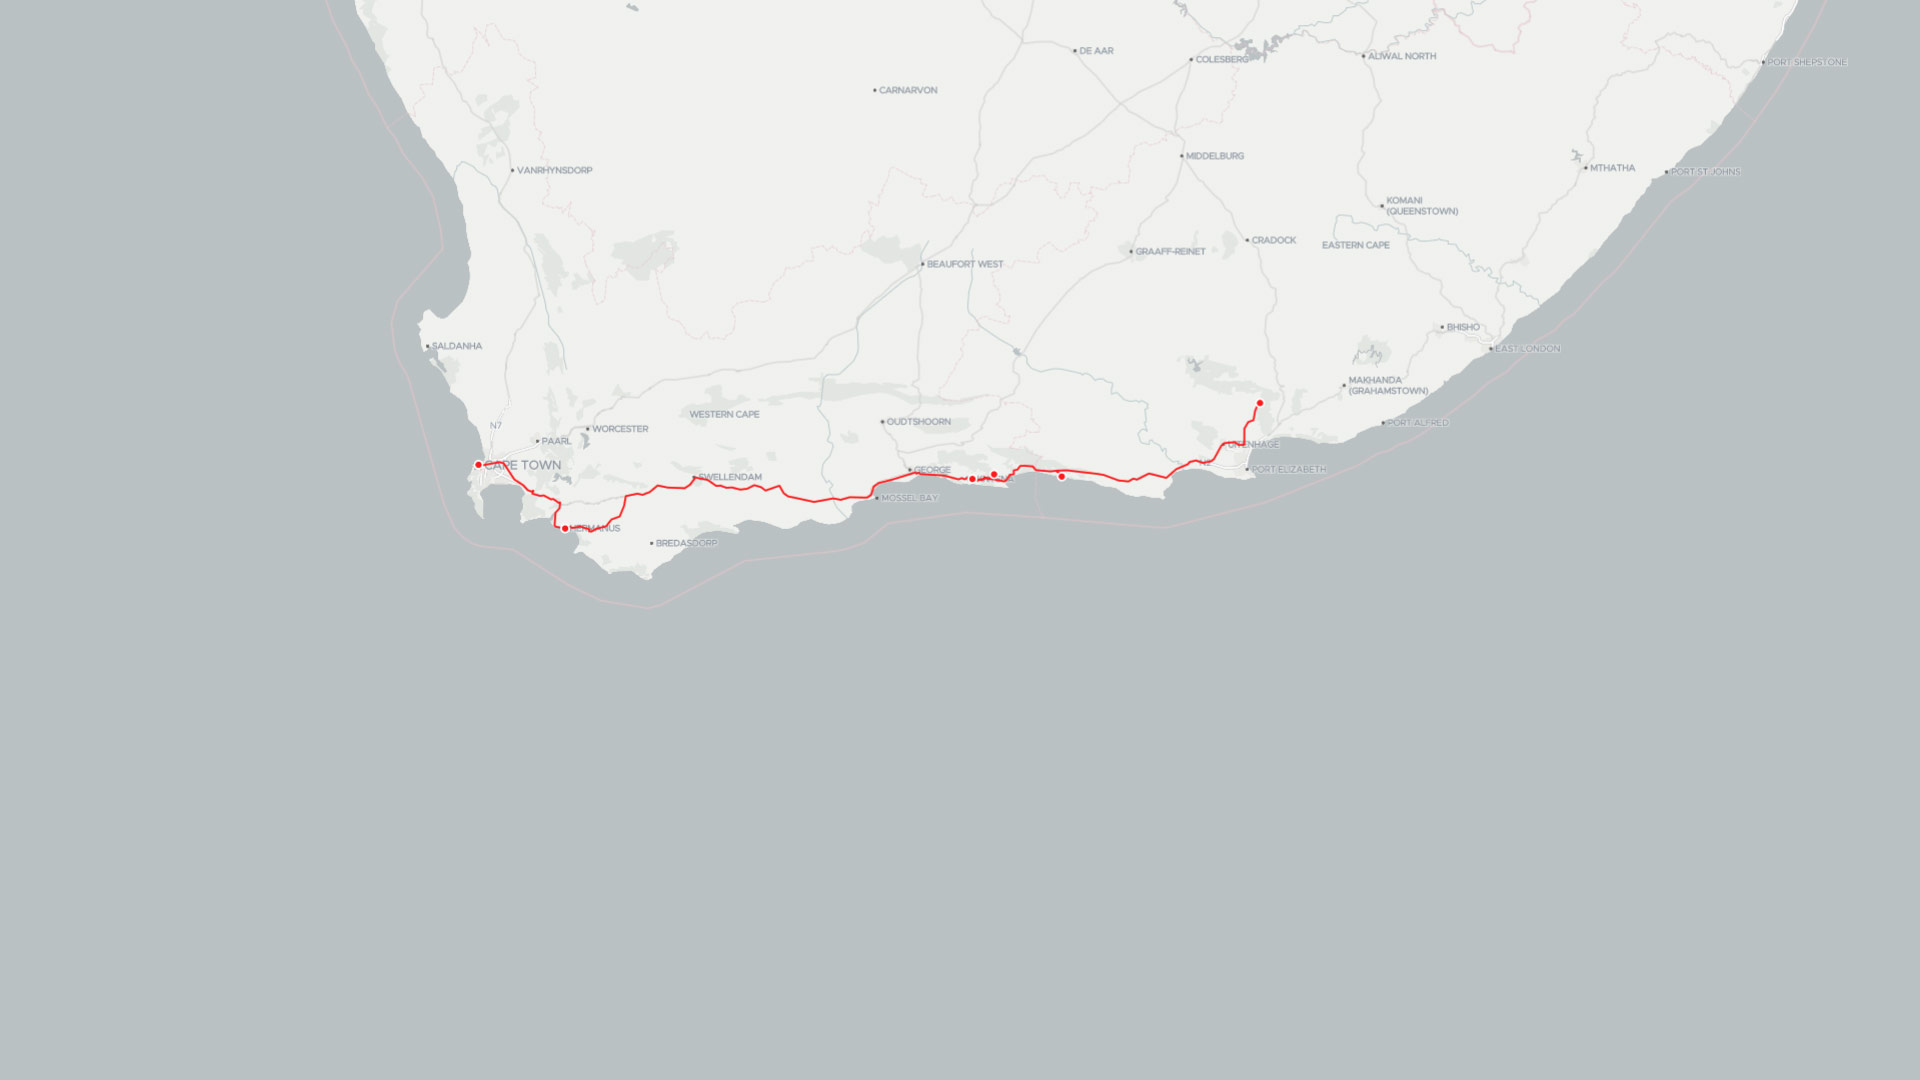 DE AAR
COLESBERG
ALIWAL NORTH
PORT SHEPSTONE
CARNARVON
MIDDELBURG
VANRHYNSDORP
MTHATHA
PORT ST JOHNS
KOMANI
(QUEENSTOWN)
CRADOCK
EASTERN CAPE
GRAAFF-REINET
BEAUFORT WEST
BHISHO
SALDANHA
EAST LONDON
MAKHANDA
(GRAHAMSTOWN)
WESTERN CAPE
OUDTSHOORN
PORT ALFRED
N7
WORCESTER
PAARL
UITENHAGE
CAPE TOWN
N2
GEORGE
PORT ELIZABETH
SWELLENDAM
MOSSEL BAY
HERMANUS
BREDASDORP